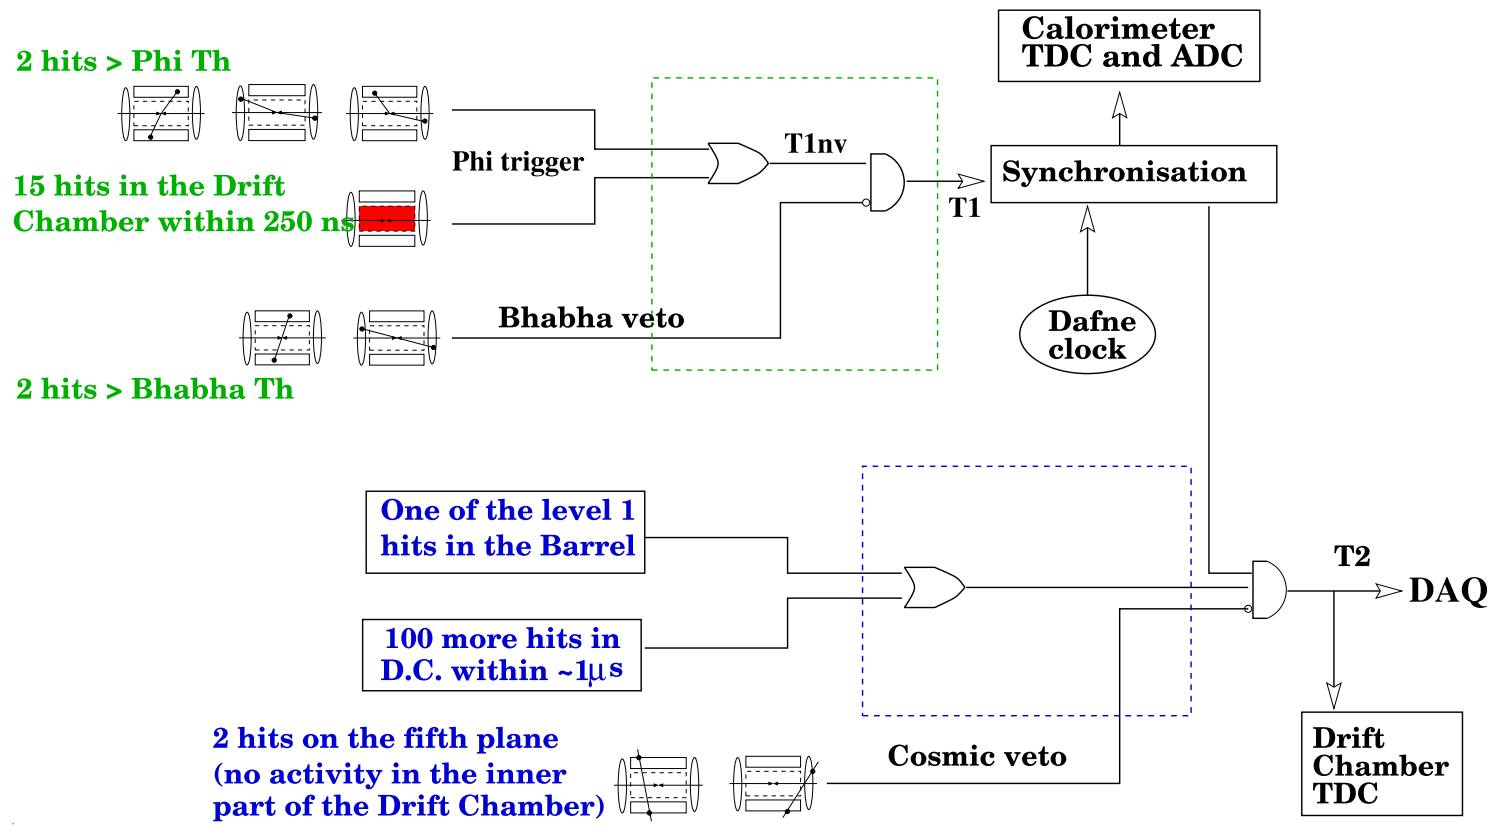 Calorimeter
TDC and ADC
2 hits > Phi Th
T1nv
Phi trigger
Synchronisation
15 hits in the Drift
Chamber within 250 ns
T1
Bhabha veto
Dafne
clock
2 hits > Bhabha Th
One of the level 1
hits in the Barrel
T2
DAQ
100 more hits in
D.C. within ~1μs
2 hits on the fifth plane
(no activity in the inner
part of the Drift Chamber)
Cosmic veto
Drift
Chamber
TDC